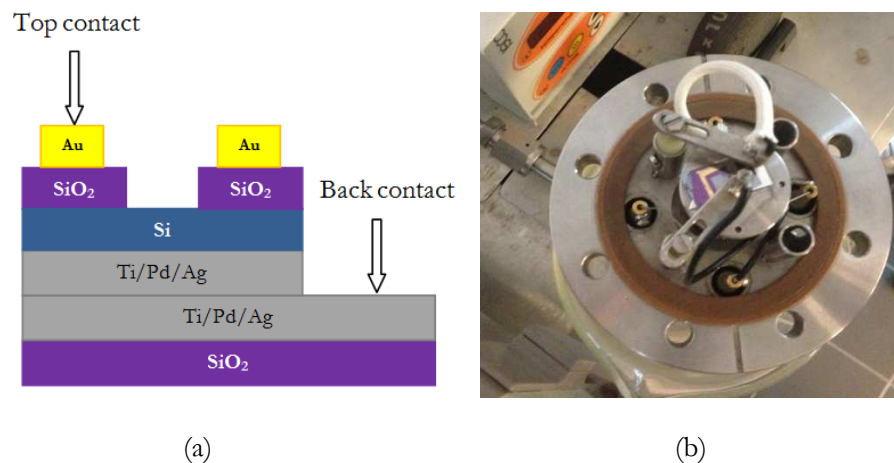 Top contact
Au
Au
SiO₂
SiO₂
Back contact
Si
Ti/Pd/Ag
Ti/Pd/Ag
SiO₂
(a)
(b)